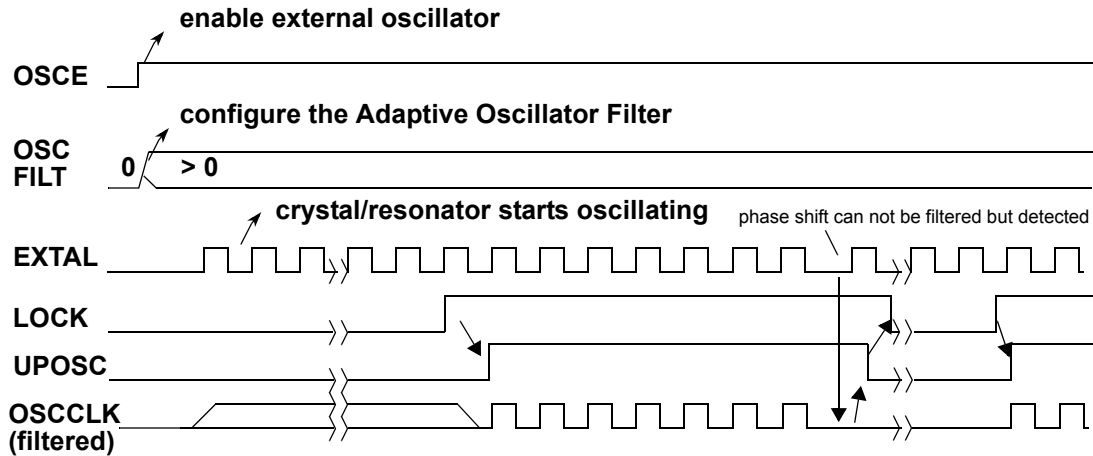 enable external oscillator
OSCE
configure the Adaptive Oscillator Filter
OSC
FILT
0 > 0
crystal/resonator starts oscillating
phase shift can not be filtered but detected
EXTAL
LOCK
UPOSC
OSCCLK
(filtered)